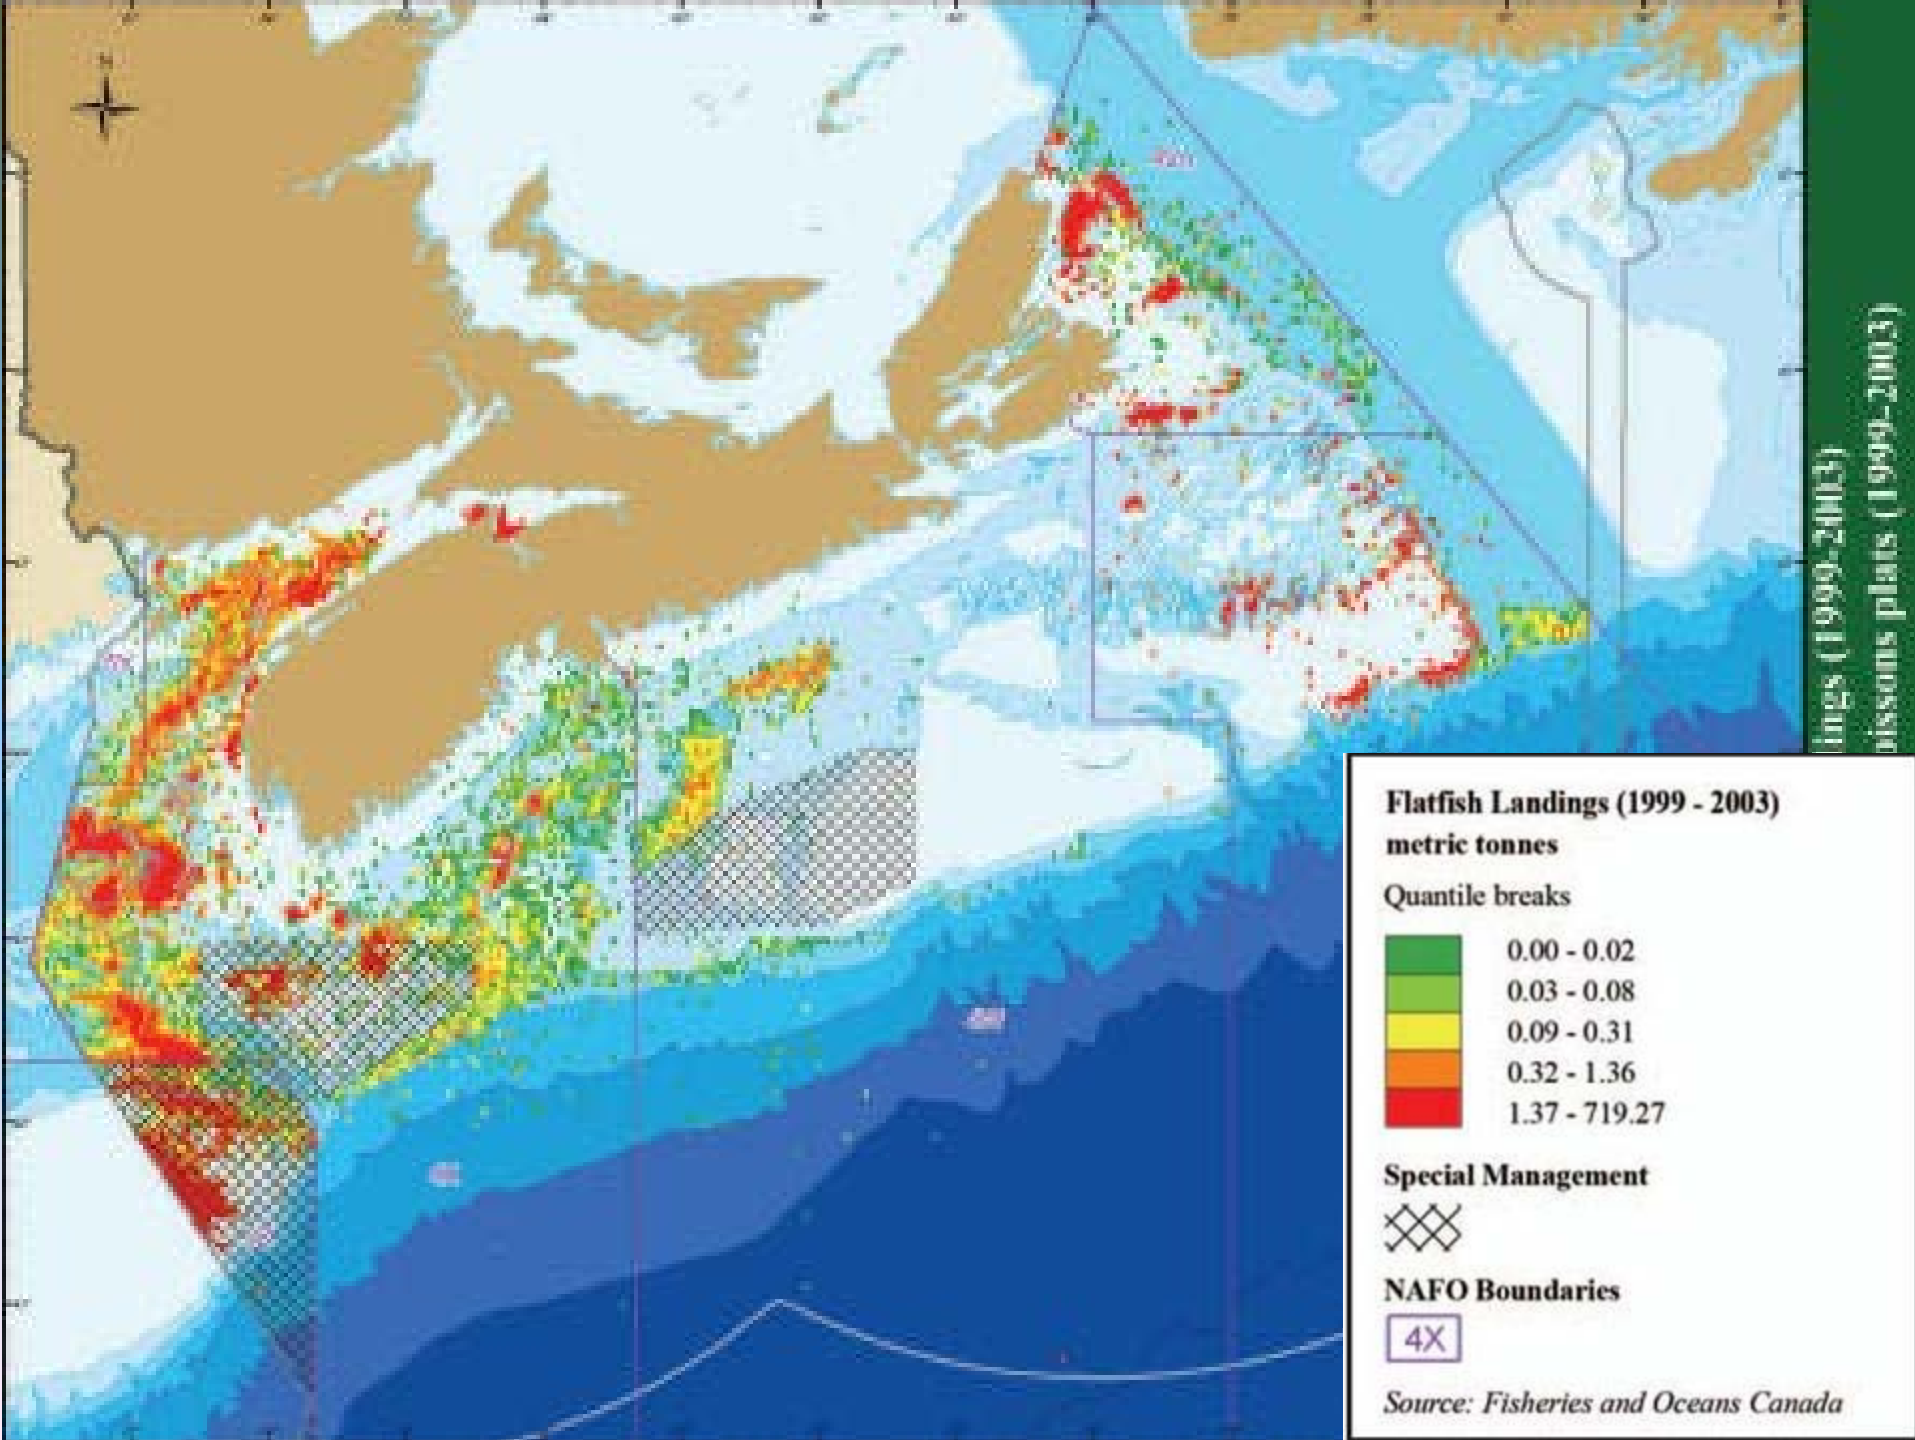 ings (1999-2003)
oissons plats (1999-2003)
Flatfish Landings (1999 - 2003)
metric tonnes
Quantile breaks
0.00 - 0.02
0.03 - 0.08
0.09 - 0.31
0.32 - 1.36
1.37 - 719.27
Special Management
NAFO Boundaries
4X
Source: Fisheries and Oceans Canada